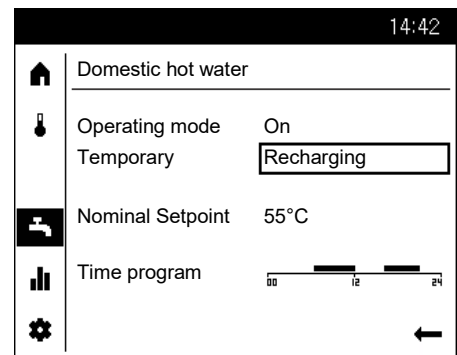 14:42
Domestic hot water
Operating mode On
Temporary Recharging
Nominal Setpoint 55°C
Time program
00 12 24